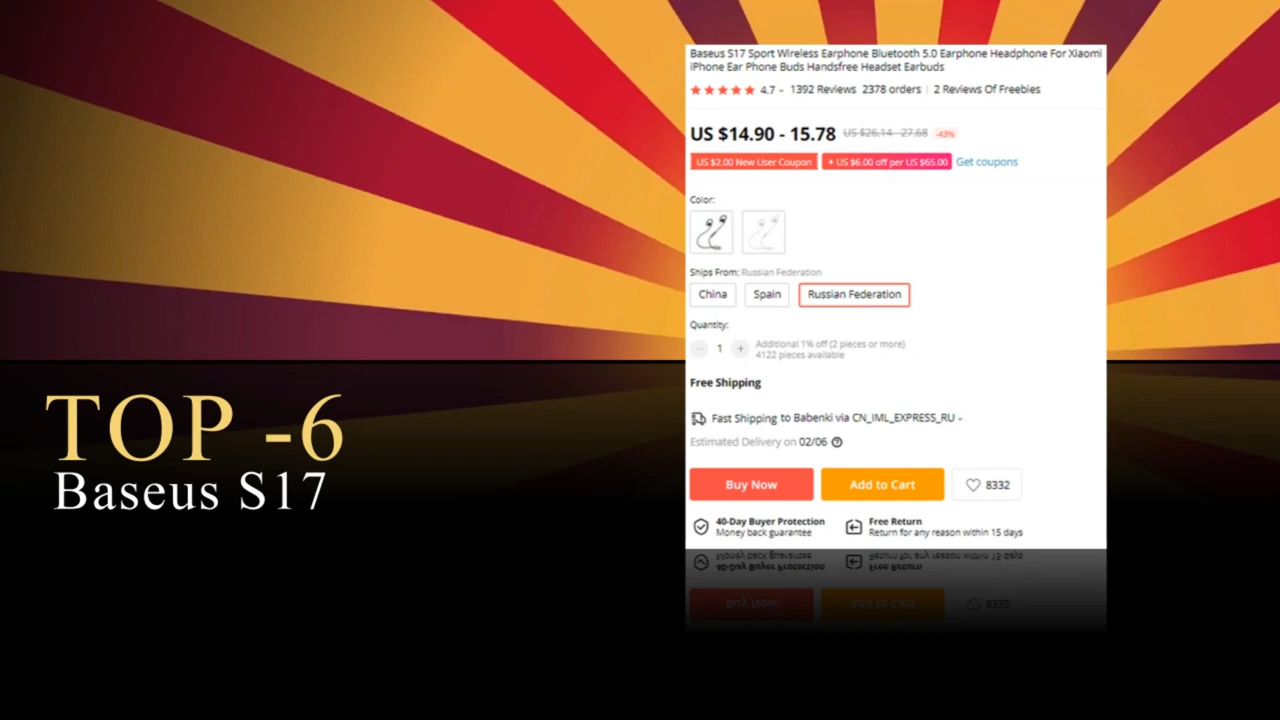 Baseus S17 Sport Wireless Earphone Bluetooth 5.0 Earphone Headphone For Xiaomi
iPhone Ear Phone Buds Handsfree Headset Earbuds
4.7 1392 Reviews 2378 orders | 2 Reviews Of Freebies
US $14.90 - 15.78 US $26.14 - 27.68 -43%
US $2.00 New User Coupon + US $6.00 off per US $65.00 Get coupons
Color:
Ships From: Russian Federation
China Spain Russian Federation
Quantity:
- 1 + Additional 1% off (2 pieces or more)
4122 pieces available
Free Shipping
Fast Shipping to Babenki via CN_IML_EXPRESS_RU
Estimated Delivery on 02/06
Buy Now Add to Cart 8332
40-Day Buyer Protection
Money back guarantee
Free Return
Return for any reason within 15 days
TOP -6
Baseus S17